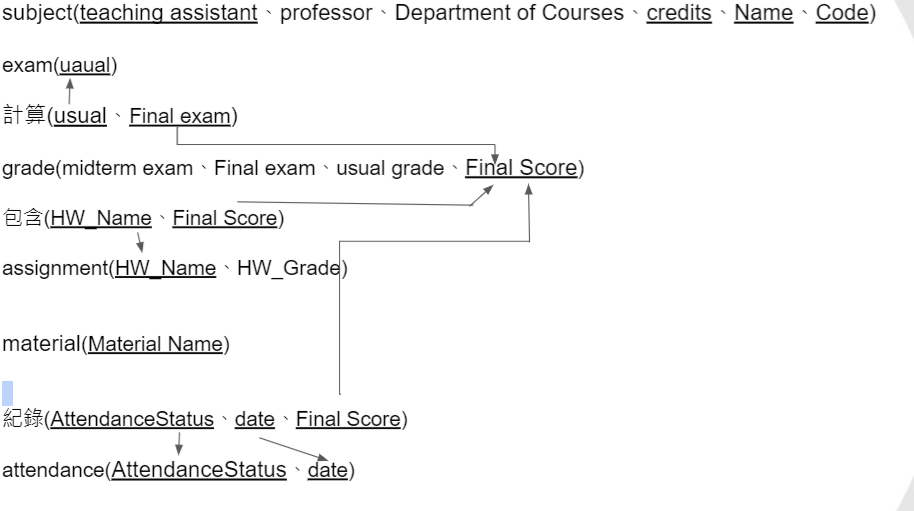 subject(teaching assistant、professor、Department of Courses、credits、Name、Code)
exam(uaual)
計算(usual、Final exam)
grade(midterm exam、Final exam、usual grade、Final Score)
包含(HW_Name、Final Score)
assignment(HW_Name、HW_Grade)
material(Material Name)
紀錄(AttendanceStatus、date、Final Score)
attendance(AttendanceStatus、date)